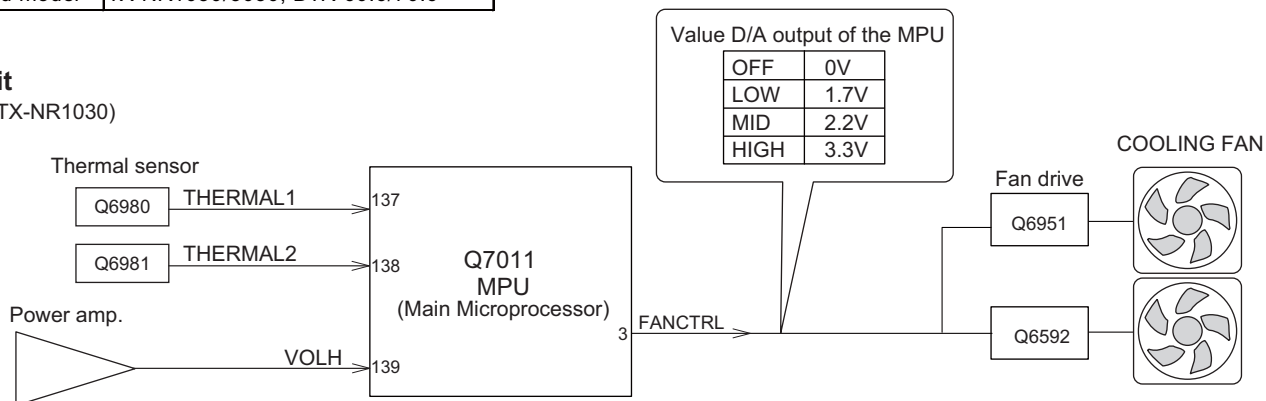 Value D/A output of the MPU
OFF 0V
LOW 1.7V
MID 2.2V
HIGH 3.3V
TX-NR1030)
COOLING FAN
Thermal sensor
Fan drive
Q6980 THERMAL1 137
Q6951
Q6981 THERMAL2 138
Q7011
MPU
(Main Microprocessor)
Power amp.
3 FANCTRL
Q6592
VOLH 139